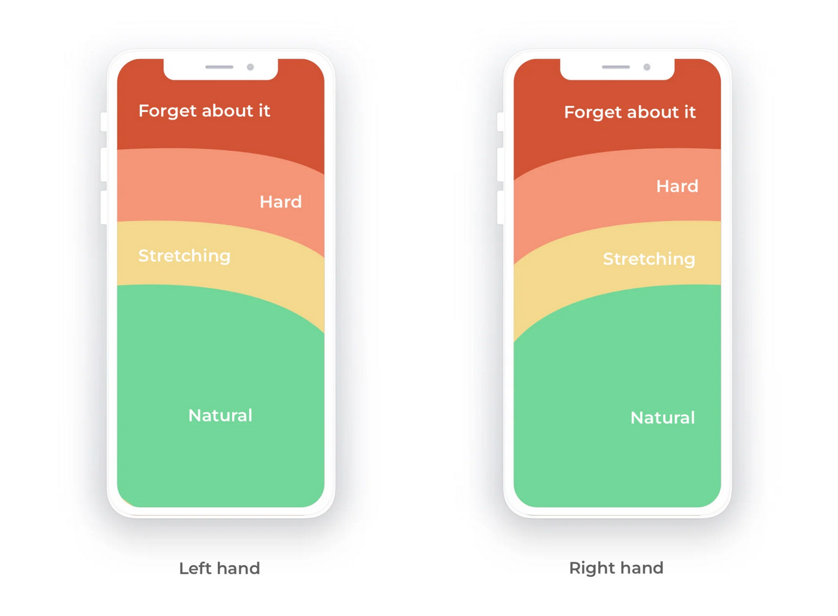 Forget about it
Hard
Stretching
Natural
Left hand
Forget about it
Hard
Stretching
Natural
Right hand